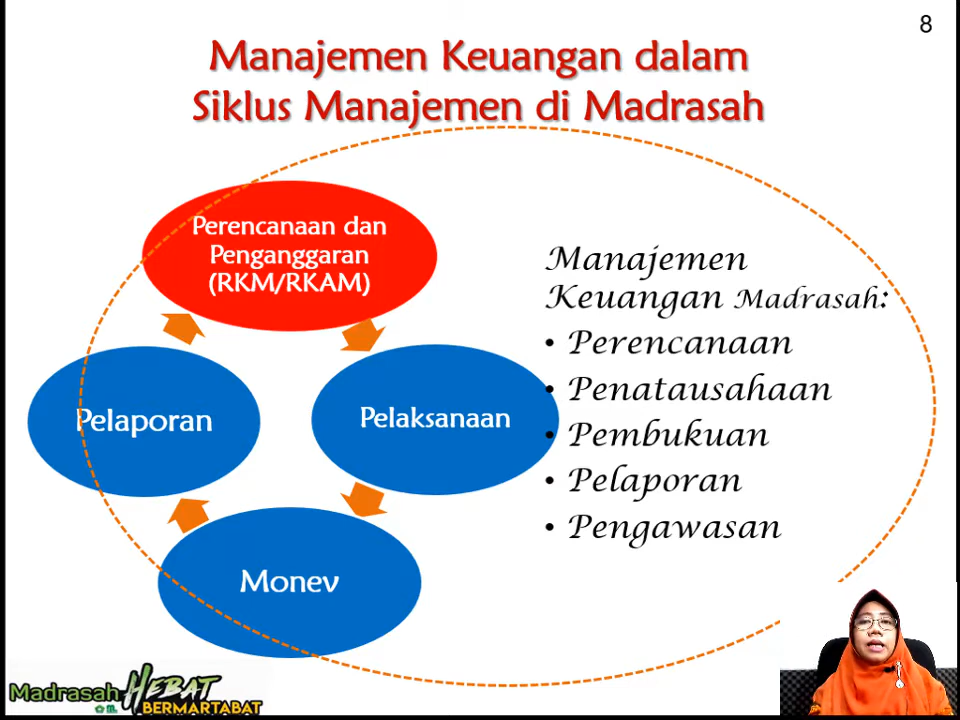 8
Manajemen Keuangan dalam
Siklus Manajemen di Madrasah
Perencanaan dan
Penganggaran
(RKM/RKAM)
Pelaksanaan
Monev
Pelaporan
Manajemen
Keuangan Madrasah:
• Perencanaan
• Penatausahaan
• Pembukuan
• Pelaporan
• Pengawasan
Madrasah HEBAT
BERMARTABAT